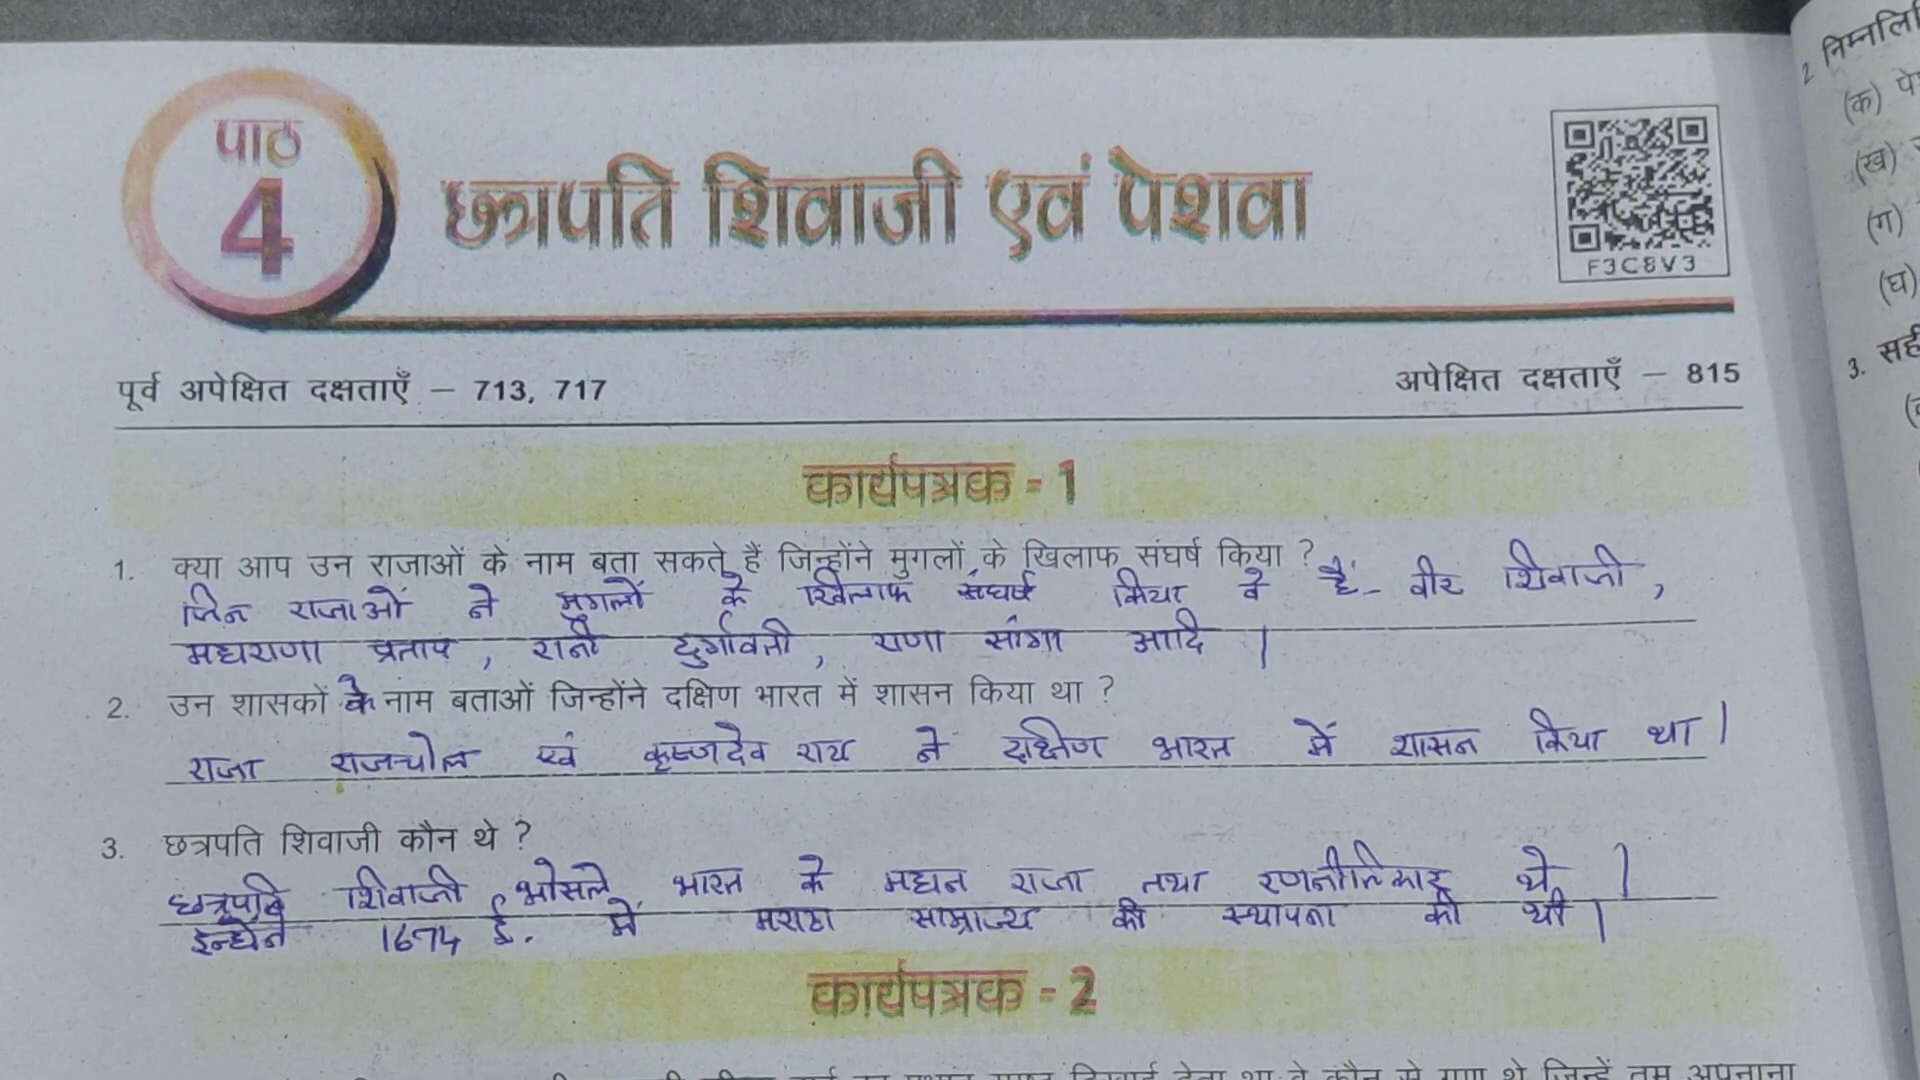 पाठ
4
छत्रपति शिवाजी एवं पेशवा
F3C8V3
पूर्व अपेक्षित दक्षताएँ – 713, 717
अपेक्षित दक्षताएँ – 815
कार्यपत्रक - 1
1. क्या आप उन राजाओं के नाम बता सकते हैं जिन्होंने मुगलों के खिलाफ संघर्ष किया ?
जिन राजाओं ने मुगलों के खिलाफ संघर्ष किया वे हैं- वीर शिवाजी,
महाराणा प्रताप, रानी दुर्गावती, राणा सांगा आदि |
2. उन शासकों के नाम बताओं जिन्होंने दक्षिण भारत में शासन किया था ?
राजा राजचोल एवं कृष्णदेव राय ने दक्षिण भारत में शासन किया था |
3. छत्रपति शिवाजी कौन थे ?
छत्रपति शिवाजी भोसले भारत के महान राजा तथा रणनीतिकार थे |
इन्होंने 1674 ई. में मराठा साम्राज्य की स्थापना की थी |
कार्यपत्रक - 2
2 निम्नलि
(क) पे
(ख)
(ग)
(घ)
3. सही